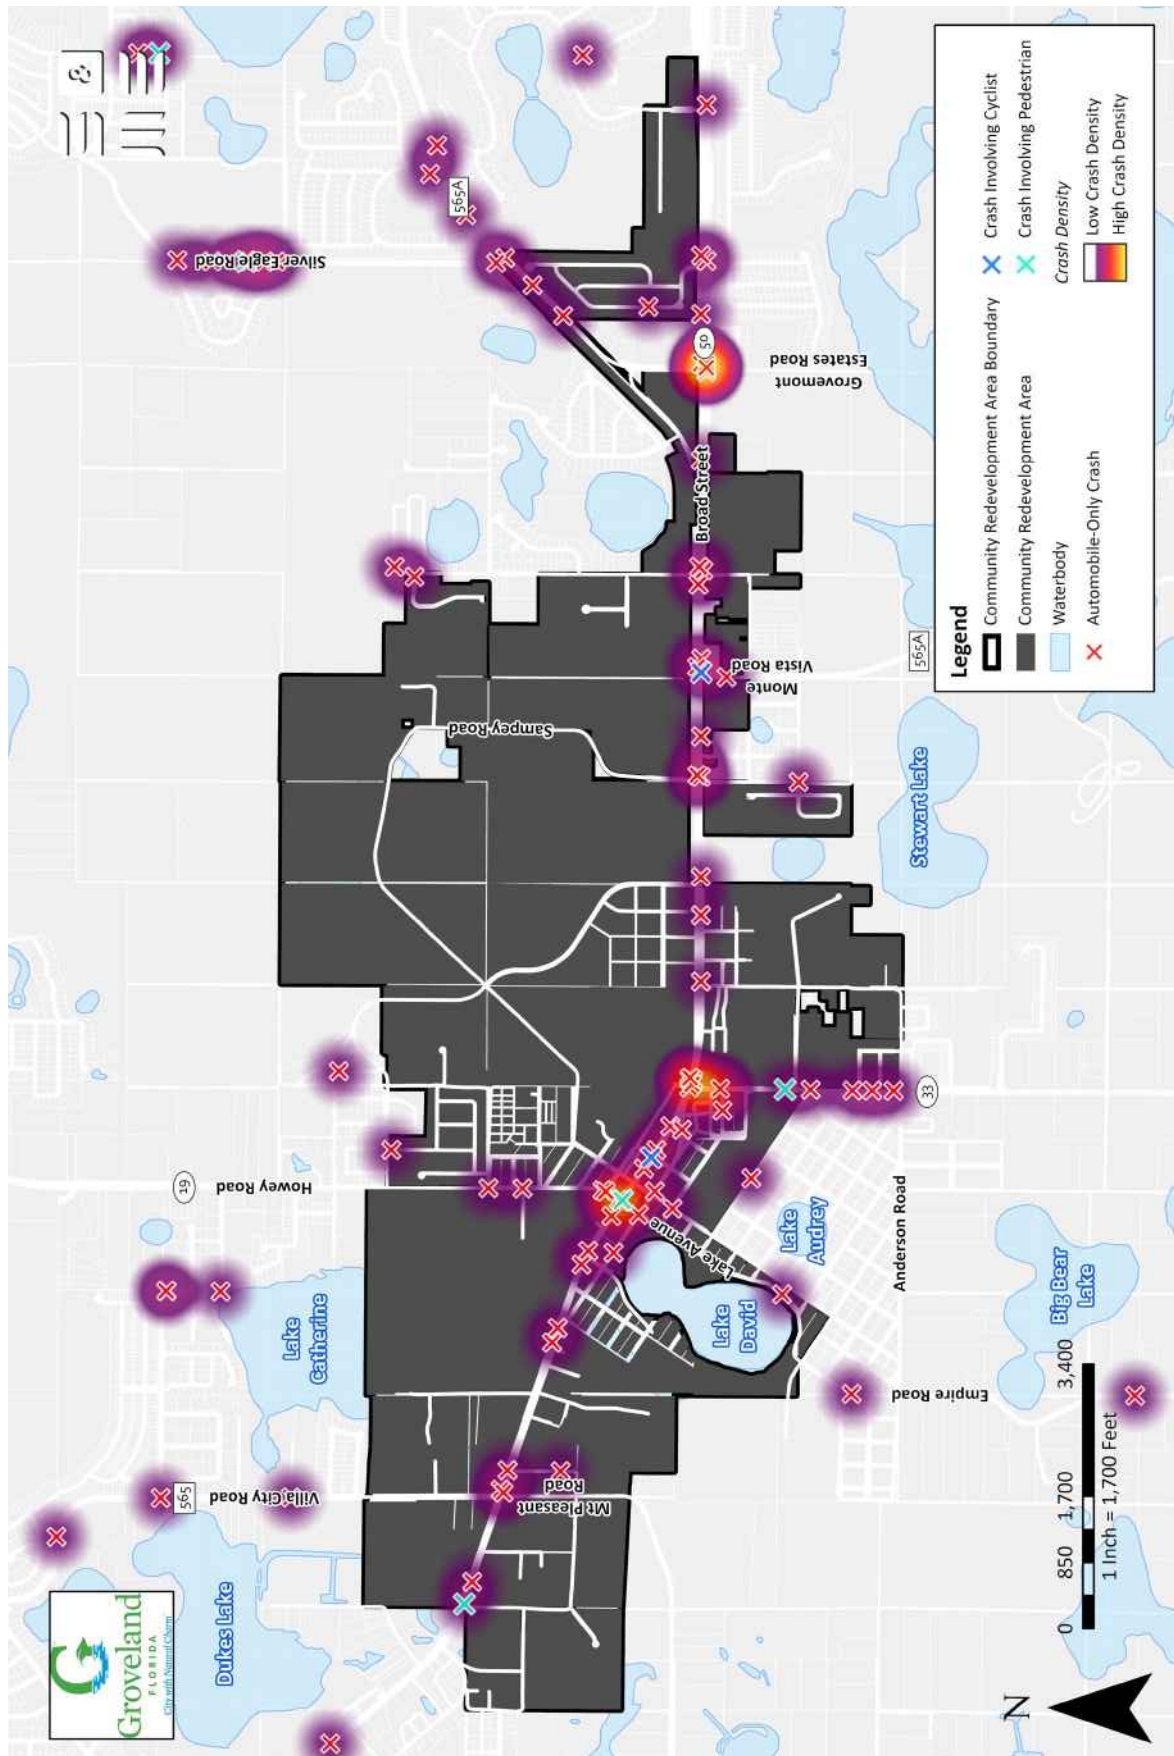 Groveland
FLORIDA
City with Natural Charm
&
Dukes Lake
565
Villa City Road
Lake
Catherine
19
Howey Road
Silver Eagle Road
565A
Sampey Road
Mt Pleasant
Road
Lake Avenue
Lake
David
Lake
Audrey
Broad Street
50
Grovemont
Estates Road
Monte
Vista Road
Empire Road
Anderson Road
33
Stewart Lake
565A
Big Bear
Lake
N
0 850 1,700 3,400
1 Inch = 1,700 Feet
Legend
Community Redevelopment Area Boundary
Community Redevelopment Area
Waterbody
Automobile-Only Crash
Crash Involving Cyclist
Crash Involving Pedestrian
Crash Density
Low Crash Density
High Crash Density